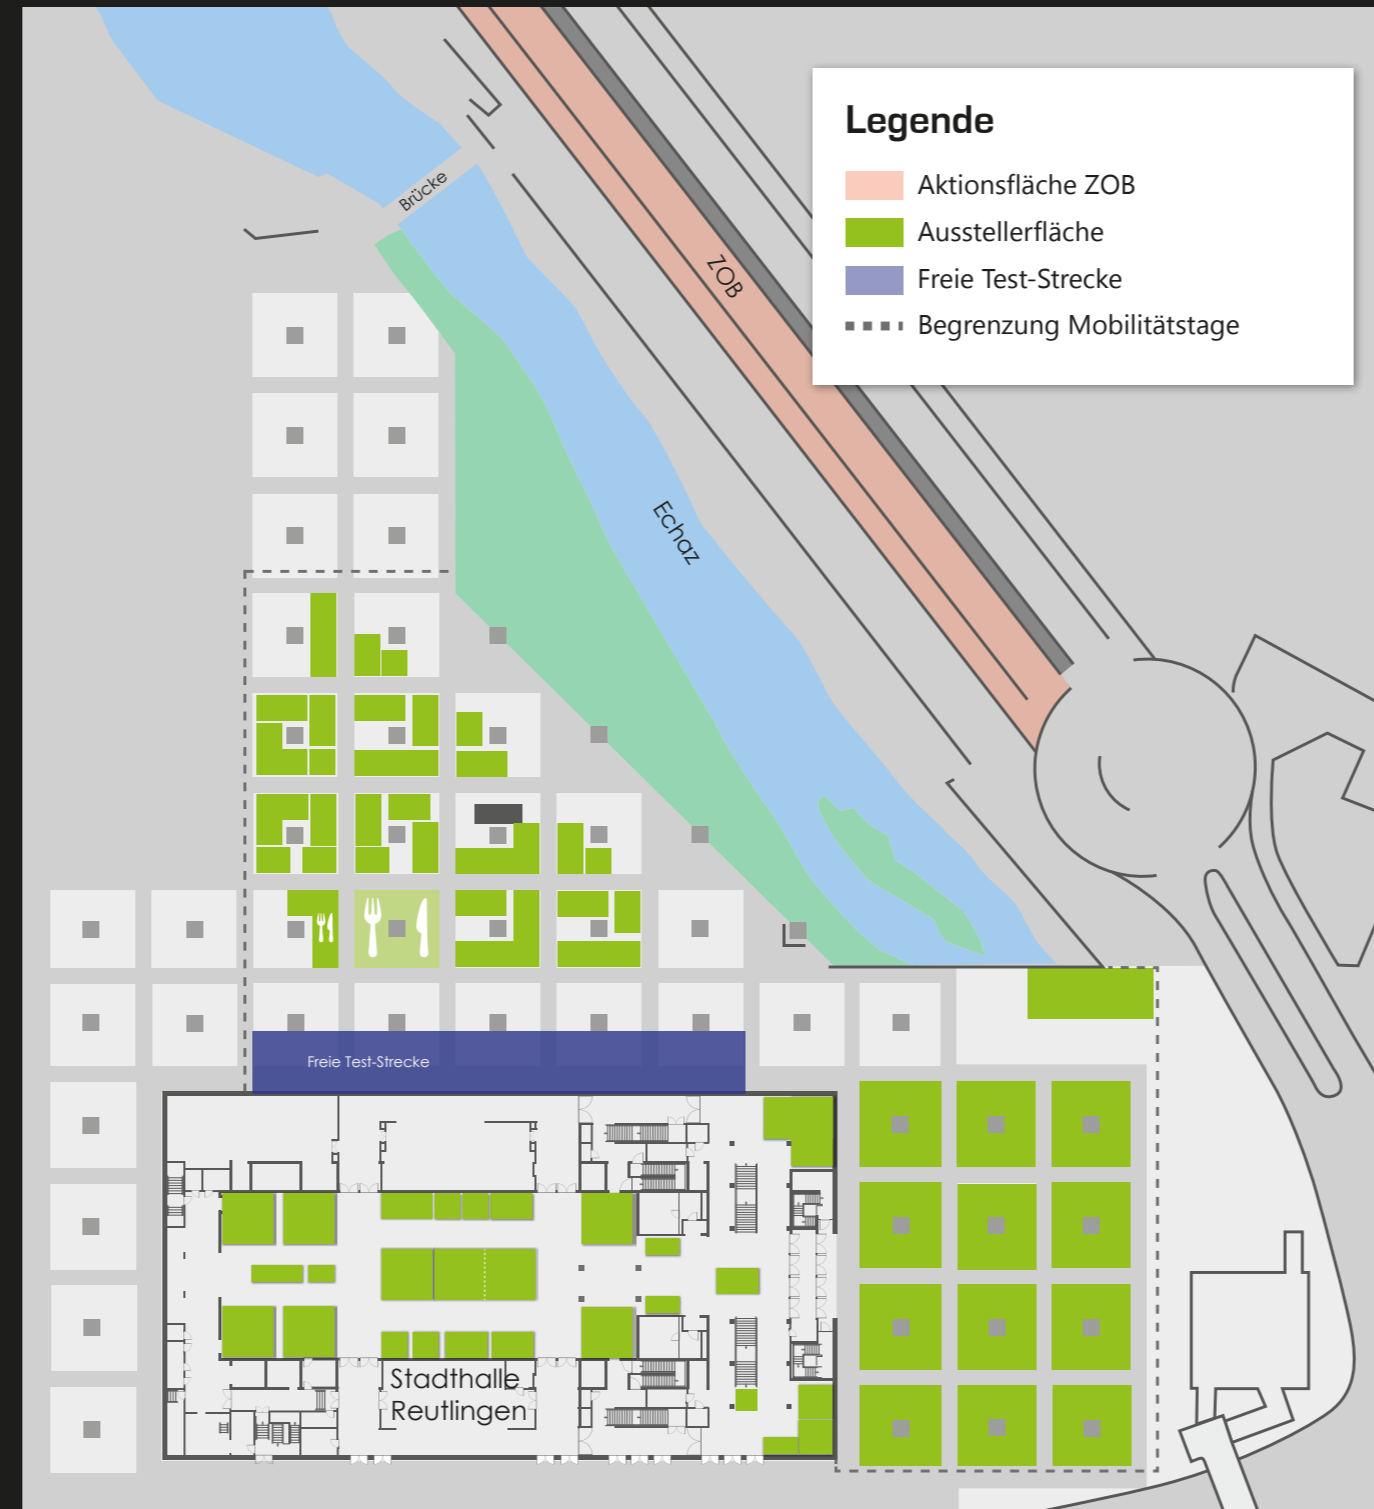 Legende
Aktionsfläche ZOB
Ausstellerfläche
Freie Test-Strecke
Begrenzung Mobilitätstage
Brücke
ZOB
Echaz
Freie Test-Strecke
Stadthalle
Reutlingen